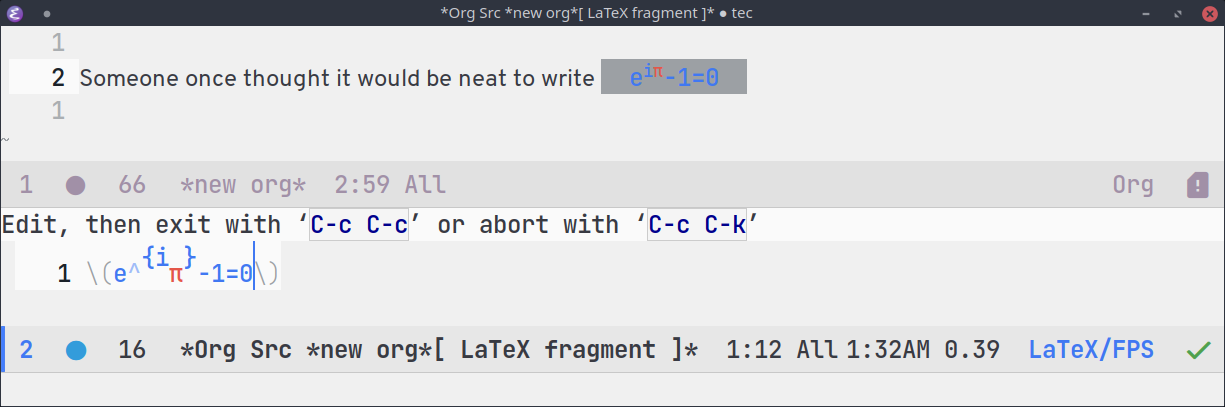 *Org Src *new org*[ LaTeX fragment ]* ● tec
1
2 Someone once thought it would be neat to write e^iπ-1=0
1
~
1 ● 66 *new org* 2:59 All Org !
Edit, then exit with ‘C-c C-c’ or abort with ‘C-c C-k’
1 \(e^{iπ}-1=0\)
2 ● 16 *Org Src *new org*[ LaTeX fragment ]* 1:12 All 1:32AM 0.39 LaTeX/FPS ✓